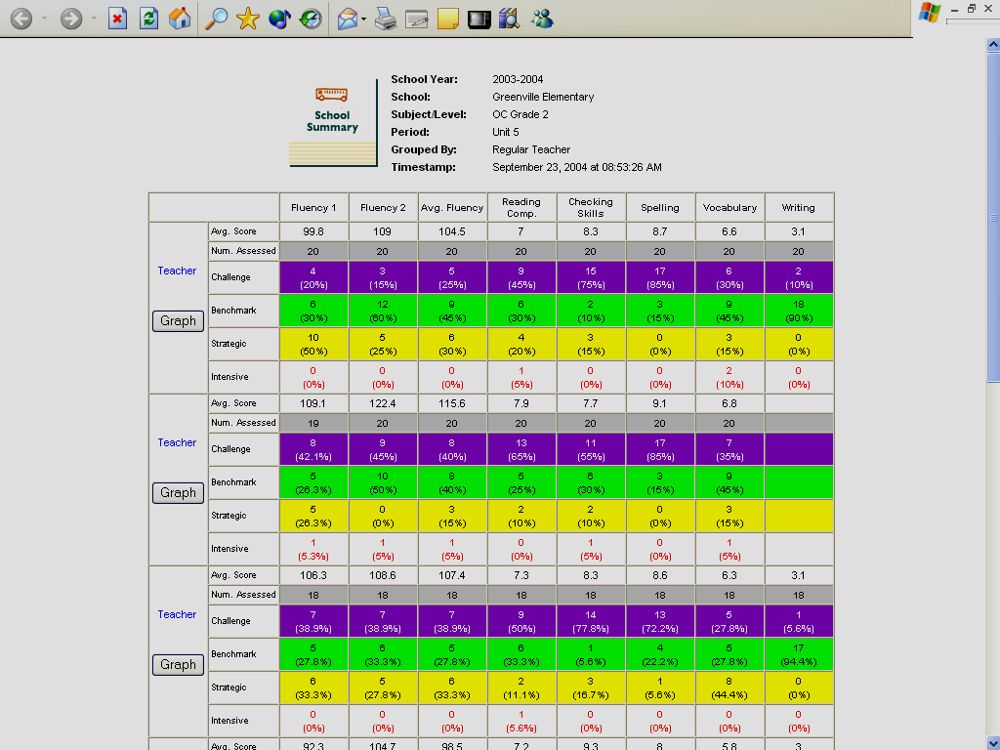 School Summary
School Year: 2003-2004
School: Greenville Elementary
Subject/Level: OC Grade 2
Period: Unit 5
Grouped By: Regular Teacher
Timestamp: September 23, 2004 at 08:53:26 AM
Fluency 1 Fluency 2 Avg. Fluency Reading Comp. Checking Skills Spelling Vocabulary Writing
Teacher
Graph
Avg. Score 99.8 109 104.5 7 8.3 8.7 6.6 3.1
Num. Assessed 20 20 20 20 20 20 20 20
Challenge 4 (20%) 3 (15%) 5 (25%) 9 (45%) 15 (75%) 17 (85%) 6 (30%) 2 (10%)
Benchmark 6 (30%) 12 (60%) 9 (45%) 6 (30%) 2 (10%) 3 (15%) 9 (45%) 18 (90%)
Strategic 10 (50%) 5 (25%) 6 (30%) 4 (20%) 3 (15%) 0 (0%) 3 (15%) 0 (0%)
Intensive 0 (0%) 0 (0%) 0 (0%) 1 (5%) 0 (0%) 0 (0%) 2 (10%) 0 (0%)
Teacher
Graph
Avg. Score 109.1 122.4 115.6 7.9 7.7 9.1 6.8
Num. Assessed 19 20 20 20 20 20 20
Challenge 8 (42.1%) 9 (45%) 8 (40%) 13 (65%) 11 (55%) 17 (85%) 7 (35%)
Benchmark 5 (26.3%) 10 (50%) 8 (40%) 5 (25%) 6 (30%) 3 (15%) 9 (45%)
Strategic 5 (26.3%) 0 (0%) 3 (15%) 2 (10%) 2 (10%) 0 (0%) 3 (15%)
Intensive 1 (5.3%) 1 (5%) 1 (5%) 0 (0%) 1 (5%) 0 (0%) 1 (5%)
Teacher
Graph
Avg. Score 106.3 108.6 107.4 7.3 8.3 8.6 6.3 3.1
Num. Assessed 18 18 18 18 18 18 18 18
Challenge 7 (38.9%) 7 (38.9%) 7 (38.9%) 9 (50%) 14 (77.8%) 13 (72.2%) 5 (27.8%) 1 (5.6%)
Benchmark 5 (27.8%) 6 (33.3%) 5 (27.8%) 6 (33.3%) 1 (5.6%) 4 (22.2%) 5 (27.8%) 17 (94.4%)
Strategic 6 (33.3%) 5 (27.8%) 6 (33.3%) 2 (11.1%) 3 (16.7%) 1 (5.6%) 8 (44.4%) 0 (0%)
Intensive 0 (0%) 0 (0%) 0 (0%) 1 (5.6%) 0 (0%) 0 (0%) 0 (0%) 0 (0%)
Avg. Score 92.3 104.7 98.5 7.2 9.3 8 5.8 3